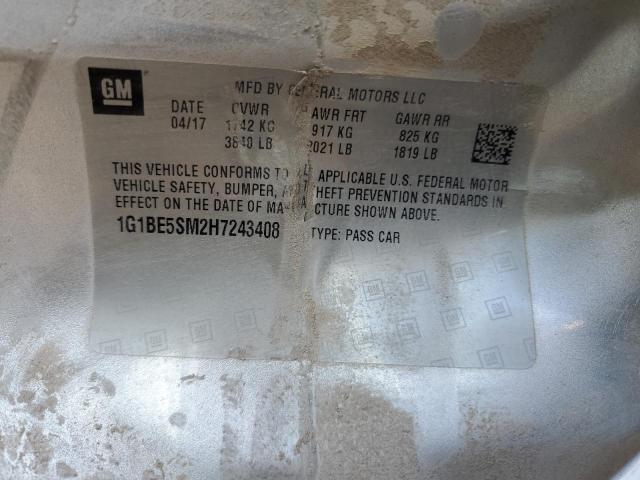 GM
MFD BY GENERAL MOTORS LLC
DATE GVWR GAWR FRT GAWR RR
04/17 1742 KG 917 KG 825 KG
3840 LB 2021 LB 1819 LB
THIS VEHICLE CONFORMS TO ALL APPLICABLE U.S. FEDERAL MOTOR
VEHICLE SAFETY, BUMPER, AND THEFT PREVENTION STANDARDS IN
EFFECT ON THE DATE OF MANUFACTURE SHOWN ABOVE.
1G1BE5SM2H7243408 TYPE: PASS CAR